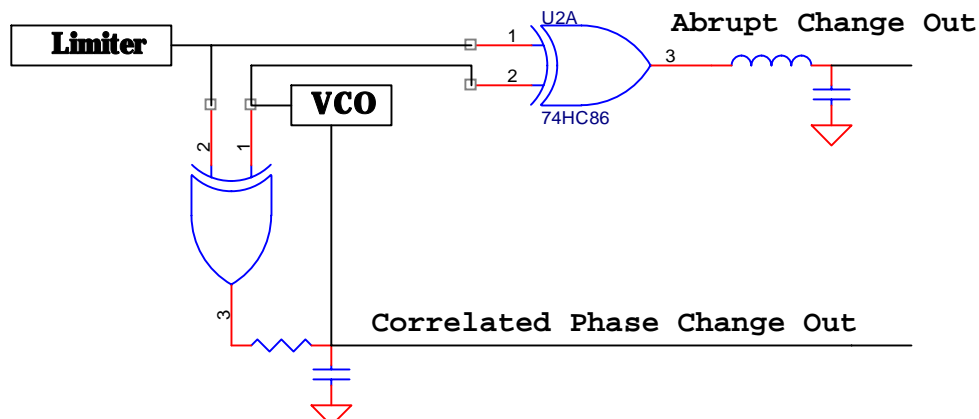 U2A
Abrupt Change Out
Limiter
1
3
2
VCO
74HC86
2
1
3
Correlated Phase Change Out